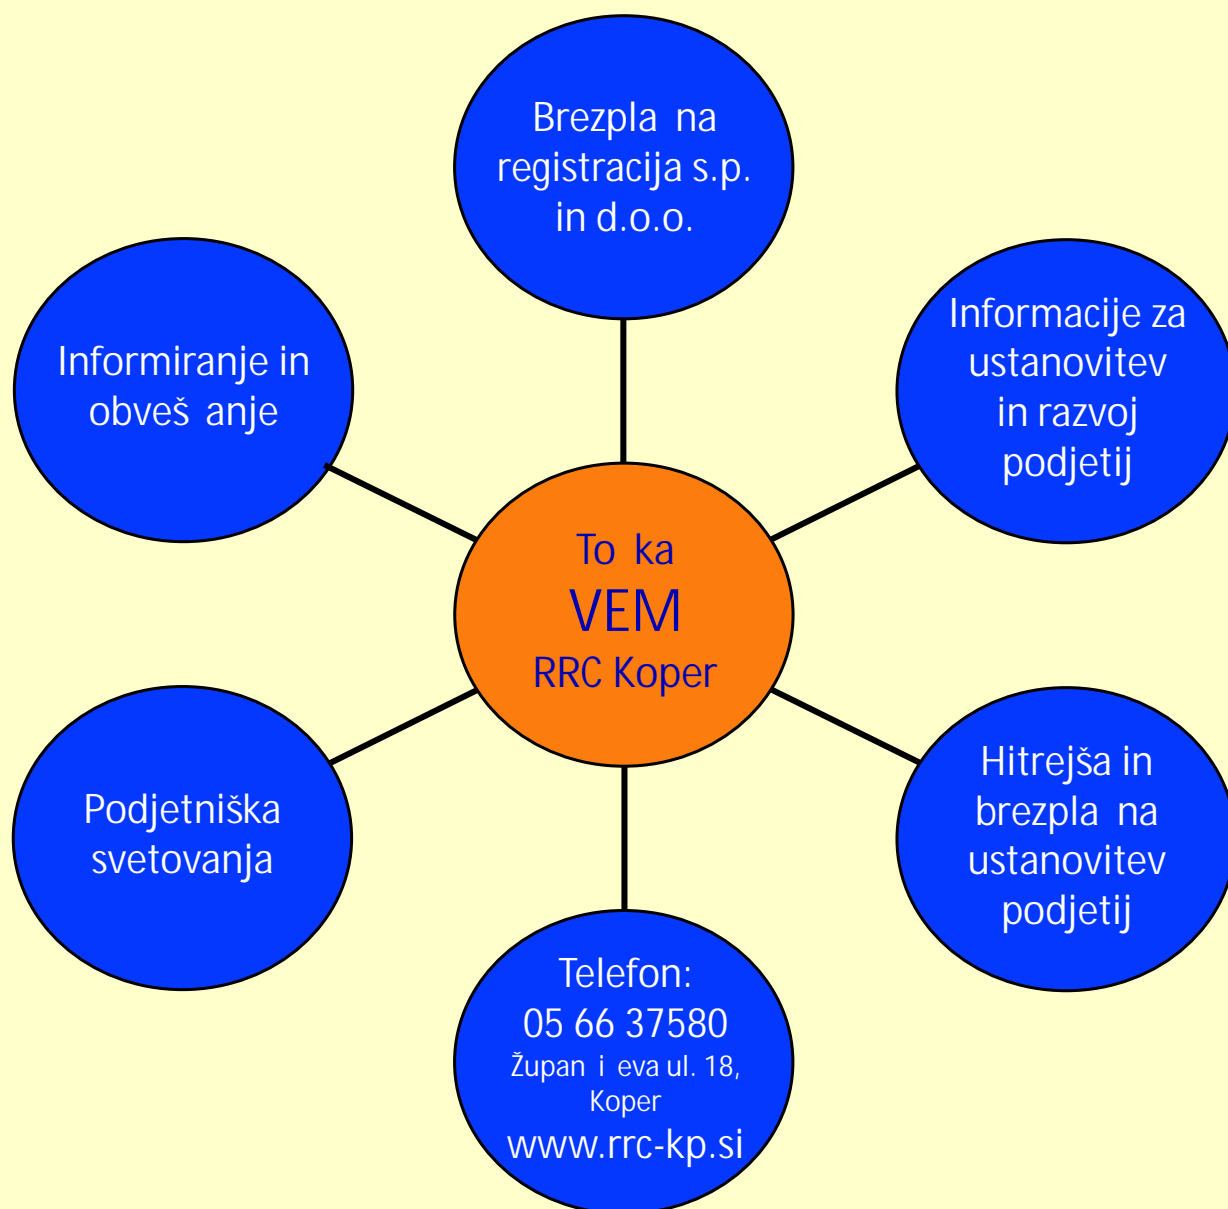 Brezpla na
registracija s.p.
in d.o.o.
Informiranje in
obveš anje
Informacije za
ustanovitev
in razvoj
podjetij
To ka
VEM
RRC Koper
Podjetniška
svetovanja
Hitrejša in
brezpla na
ustanovitev
podjetij
Telefon:
05 66 37580
Župan i eva ul. 18,
Koper
www.rrc-kp.si